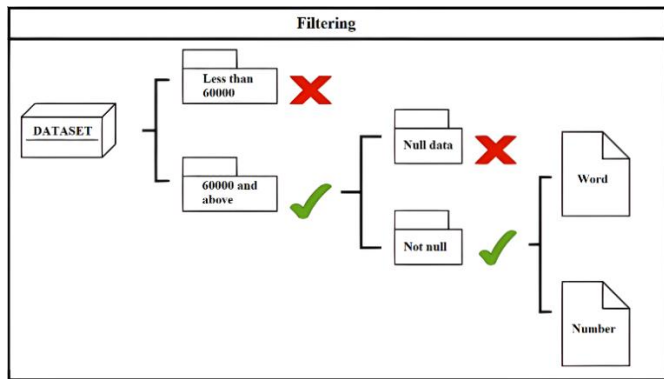 Filtering
Less than
60000
DATASET
60000 and
above
Null data
Not null
Word
Number